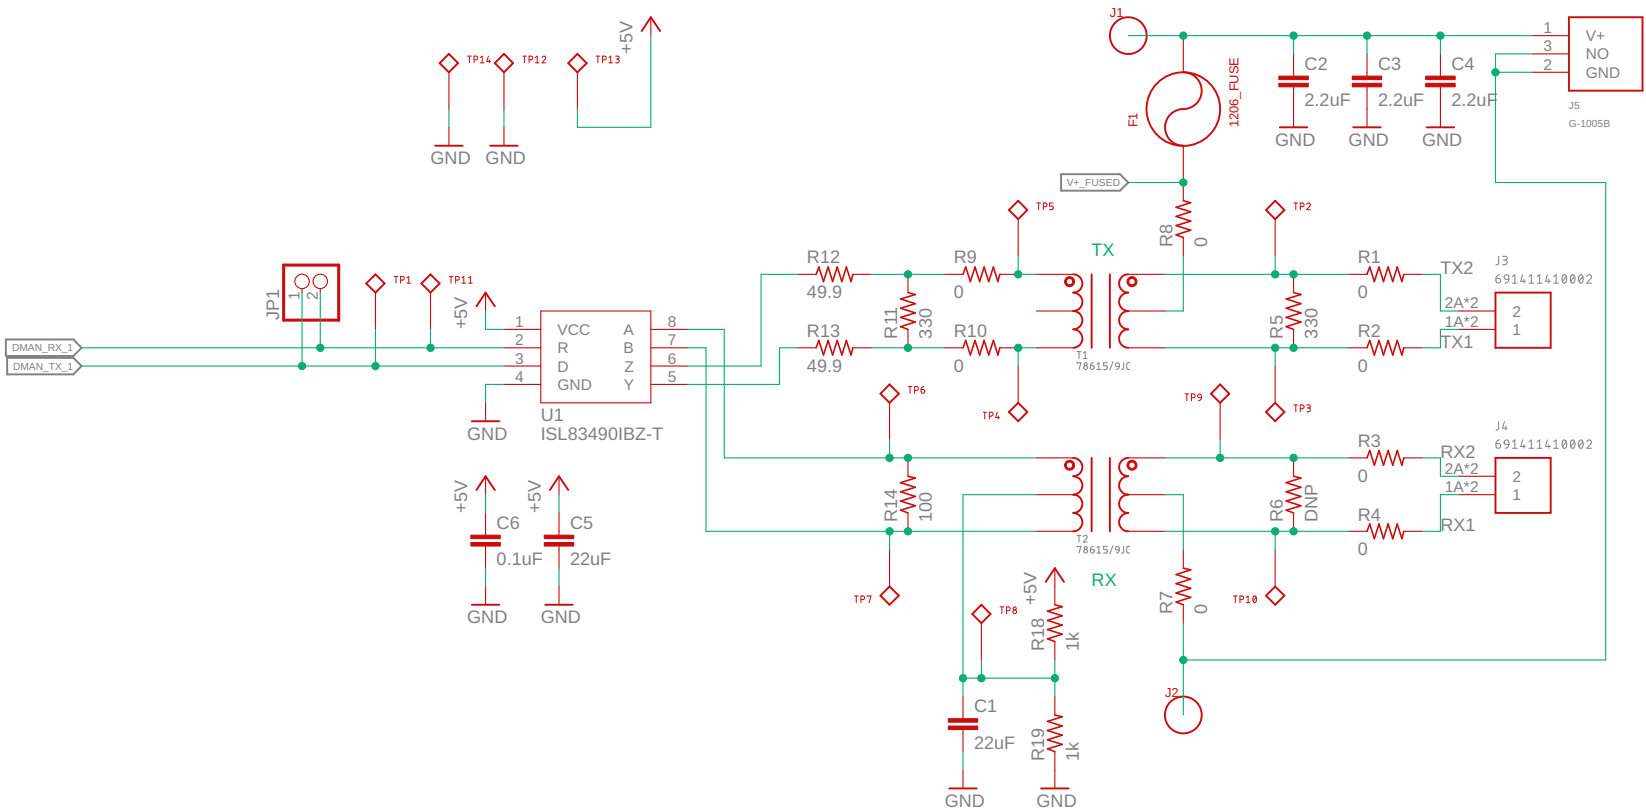 J1
+5V
TP14
TP12
TP13
GND
GND
F1
1206_FUSE
C2
2.2uF
GND
C3
2.2uF
GND
C4
2.2uF
GND
1
3
2
V+
NO
GND
J5
G-1005B
V+_FUSED
R8
0
TP5
TX
TP2
JP1
1
2
TP1
TP11
+5V
DMAN_RX_1
DMAN_TX_1
1
2
3
4
VCC
R
D
GND
A
B
Z
Y
8
7
6
5
U1
ISL83490IBZ-T
GND
R12
49.9
R13
49.9
R11
330
R9
0
R10
0
T1
78615/9JC
TP4
R5
330
TP3
R1
0
R2
0
TX2
2A*2
1A*2
TX1
J3
691411410002
2
1
TP6
TP9
R14
100
TP7
T2
78615/9JC
RX
R6
DNP
TP10
R3
0
R4
0
RX2
2A*2
1A*2
RX1
J4
691411410002
2
1
+5V
C6
0.1uF
GND
+5V
C5
22uF
GND
TP8
+5V
R18
1k
R7
0
C1
22uF
GND
R19
1k
GND
J2